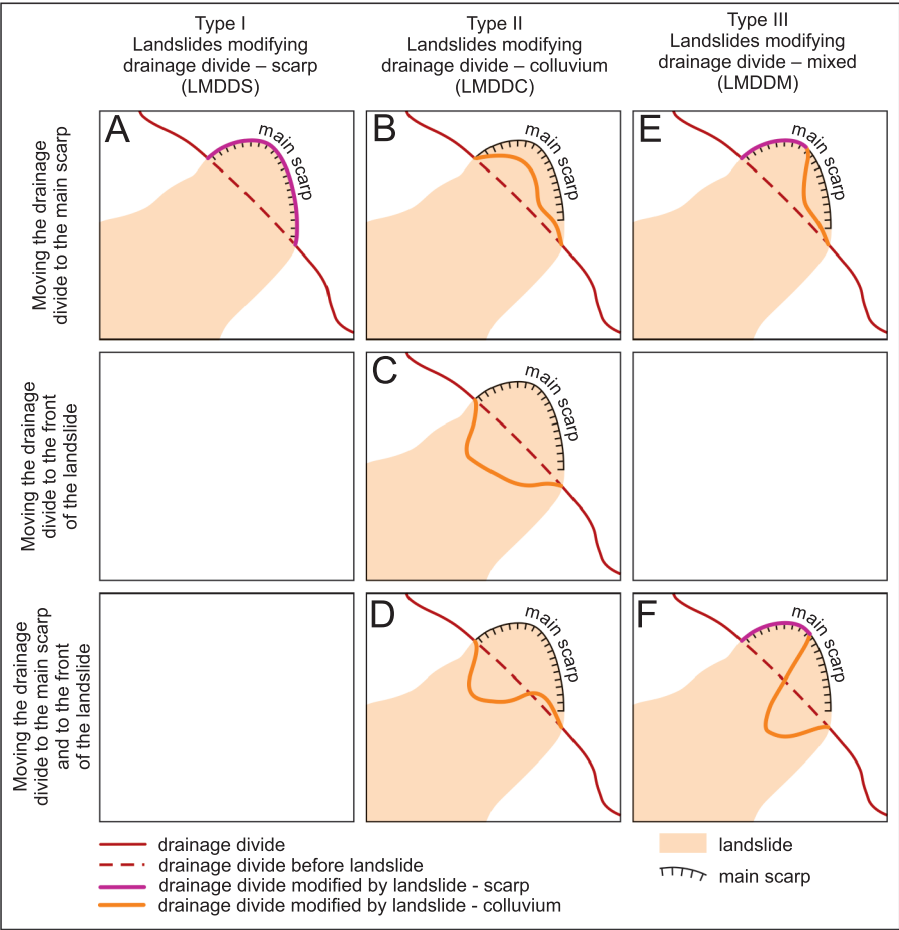 Type I
Landslides modifying
drainage divide – scarp
(LMDDS)
Type II
Landslides modifying
drainage divide – colluvium
(LMDDC)
Type III
Landslides modifying
drainage divide – mixed
(LMDDM)
Moving the drainage
divide to the main scarp
A
main scarp
B
main scarp
E
main scarp
Moving the drainage
divide to the front
of the landslide
C
main scarp
Moving the drainage
divide to the main scarp
and to the front
of the landslide
D
main scarp
F
main scarp
drainage divide
drainage divide before landslide
drainage divide modified by landslide - scarp
drainage divide modified by landslide - colluvium
landslide
main scarp